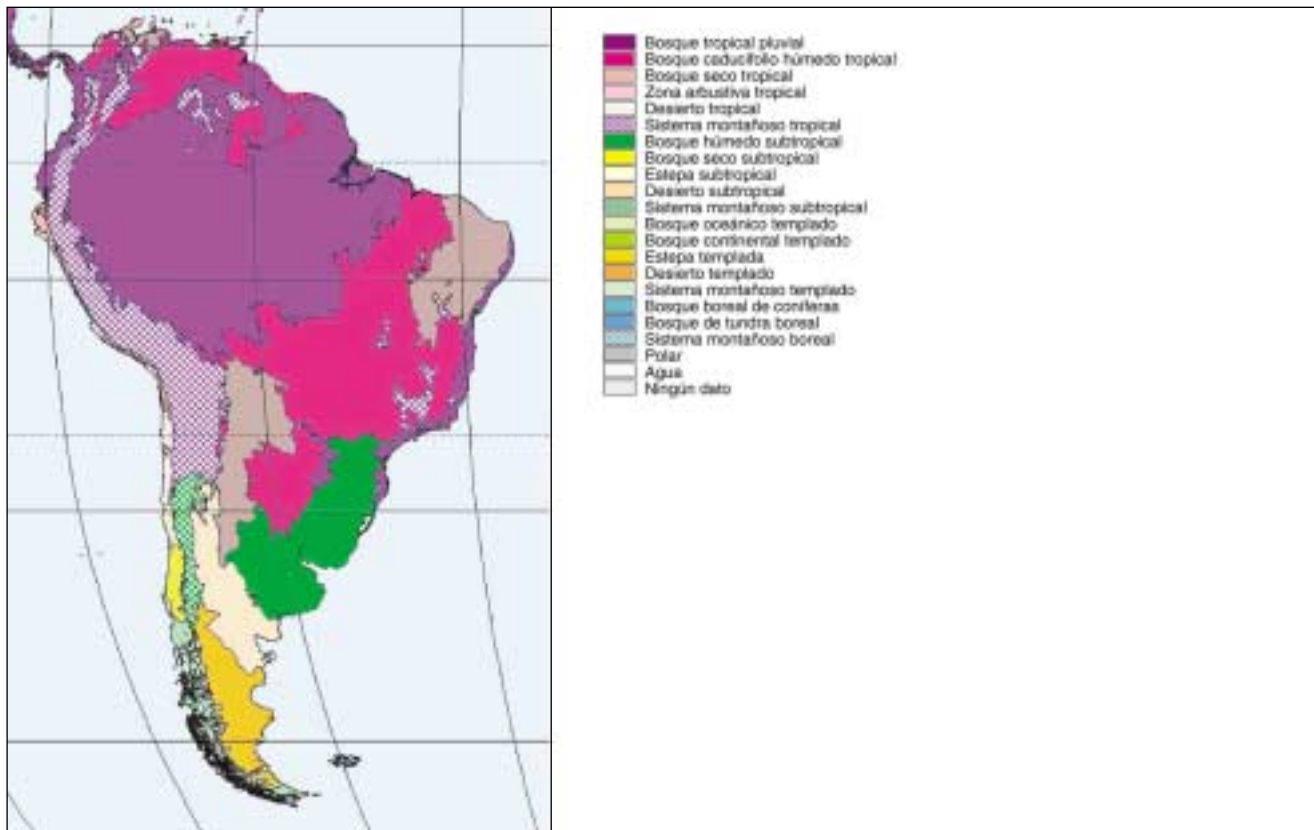 Bosque tropical pluvial
Bosque caducifolio húmedo tropical
Bosque seco tropical
Zona arbustiva tropical
Desierto tropical
Sistema montañoso tropical
Bosque húmedo subtropical
Bosque seco subtropical
Estepa subtropical
Desierto subtropical
Sistema montañoso subtropical
Bosque oceánico templado
Bosque continental templado
Estepa templada
Desierto templado
Sistema montañoso templado
Bosque boreal de coníferas
Bosque de tundra boreal
Sistema montañoso boreal
Polar
Agua
Ningún dato